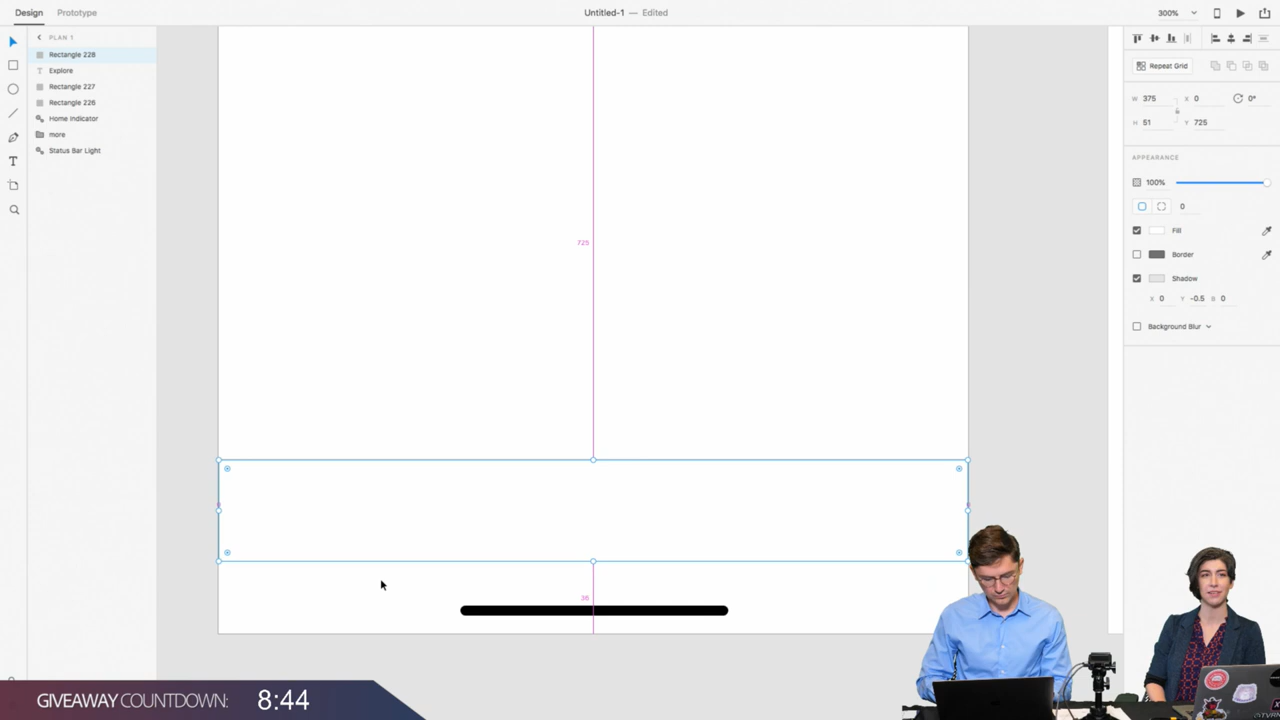 Design Prototype
Untitled-1 — Edited
300%
PLAN 1
Rectangle 228
Explore
Rectangle 227
Rectangle 226
Home Indicator
more
Status Bar Light
T
T
725
38
Repeat Grid
W 375 X 0 0°
H 51 Y 725
APPEARANCE
100%
0
Fill
Border
Shadow
X 0 Y -0.5 B 0
Background Blur
GIVEAWAY COUNTDOWN: 8:44